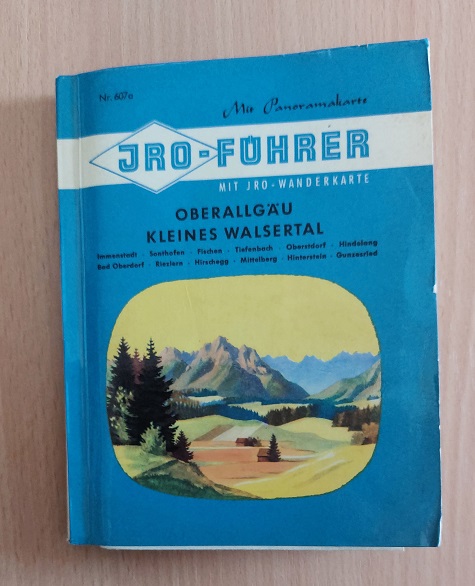 Nr. 607a
Mit Panoramakarte
JRO-FÜHRER
MIT JRO-WANDERKARTE
OBERALLGÄU
KLEINES WALSERTAL
Immenstadt · Sonthofen · Fischen · Tiefenbach · Oberstdorf · Hindelang
Bad Oberdorf · Riezlern · Hirschegg · Mittelberg · Hinterstein · Gunzesried